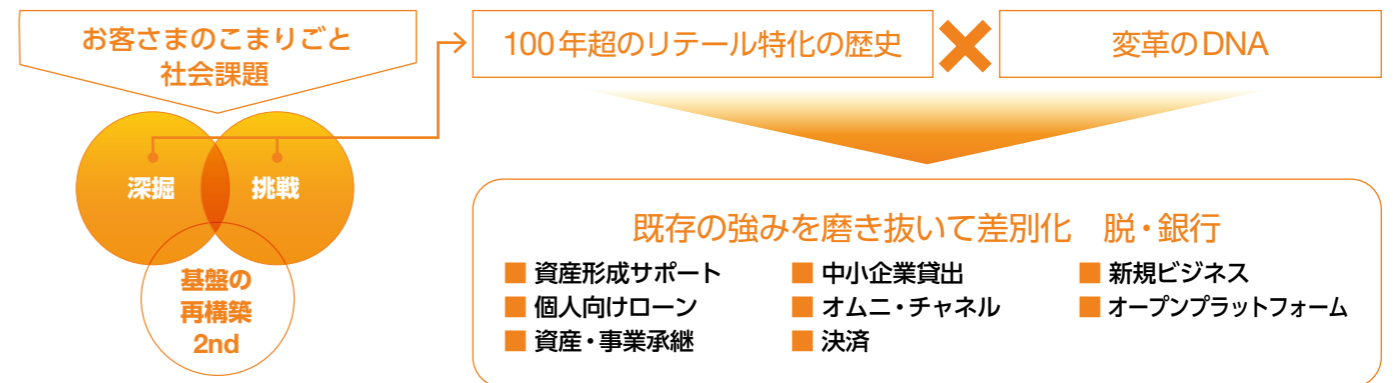 お客さまのこまりごと
社会課題
100年超のリテール特化の歴史
変革のDNA
深掘
挑戦
基盤の
再構築
2nd
既存の強みを磨き抜いて差別化 脱・銀行
資産形成サポート
個人向けローン
資産・事業承継
中小企業貸出
オムニ・チャネル
決済
新規ビジネス
オープンプラットフォーム